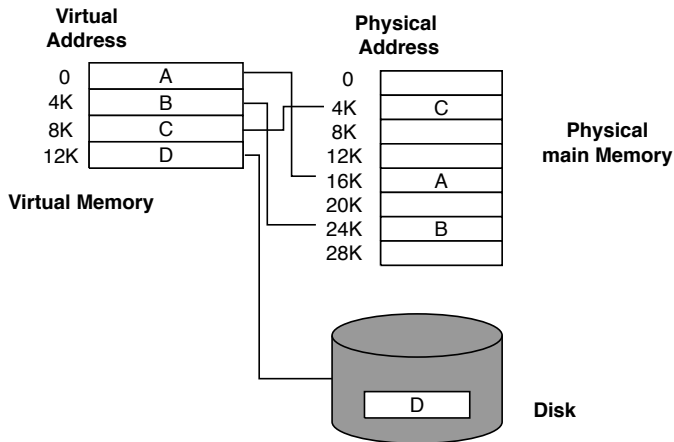 Virtual
Address
0 A
4K B
8K C
12K D
Virtual Memory
Physical
Address
0
4K C
8K
12K
16K A
20K
24K B
28K
Physical
main Memory
D
Disk